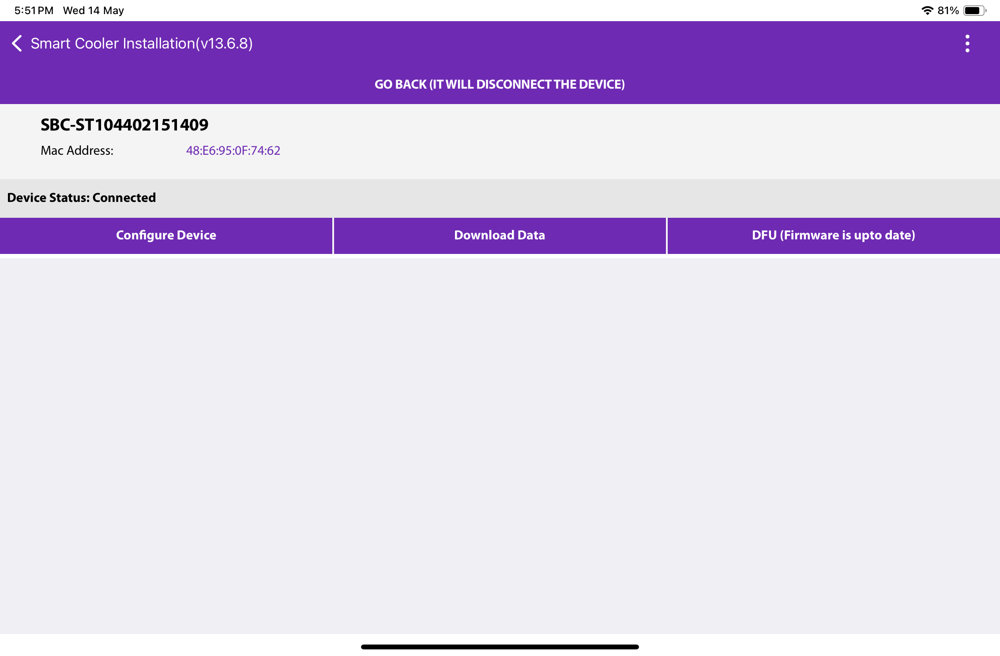 5:51 PM Wed 14 May 81%
Smart Cooler Installation(v13.6.8)
GO BACK (IT WILL DISCONNECT THE DEVICE)
SBC-ST104402151409
Mac Address: 48:E6:95:0F:74:62
Device Status: Connected
Configure Device Download Data DFU (Firmware is upto date)